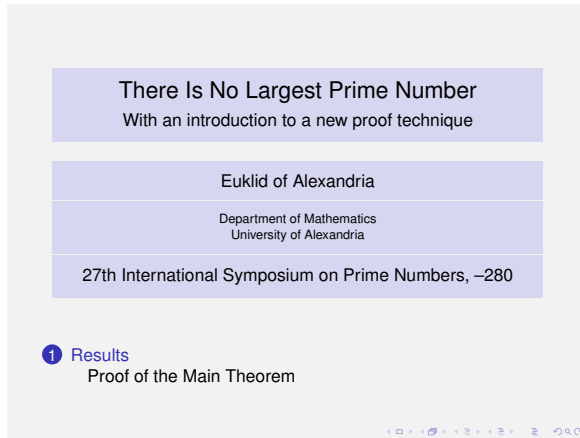 There Is No Largest Prime Number
With an introduction to a new proof technique
Euklid of Alexandria
Department of Mathematics
University of Alexandria
27th International Symposium on Prime Numbers, –280
1 Results
Proof of the Main Theorem